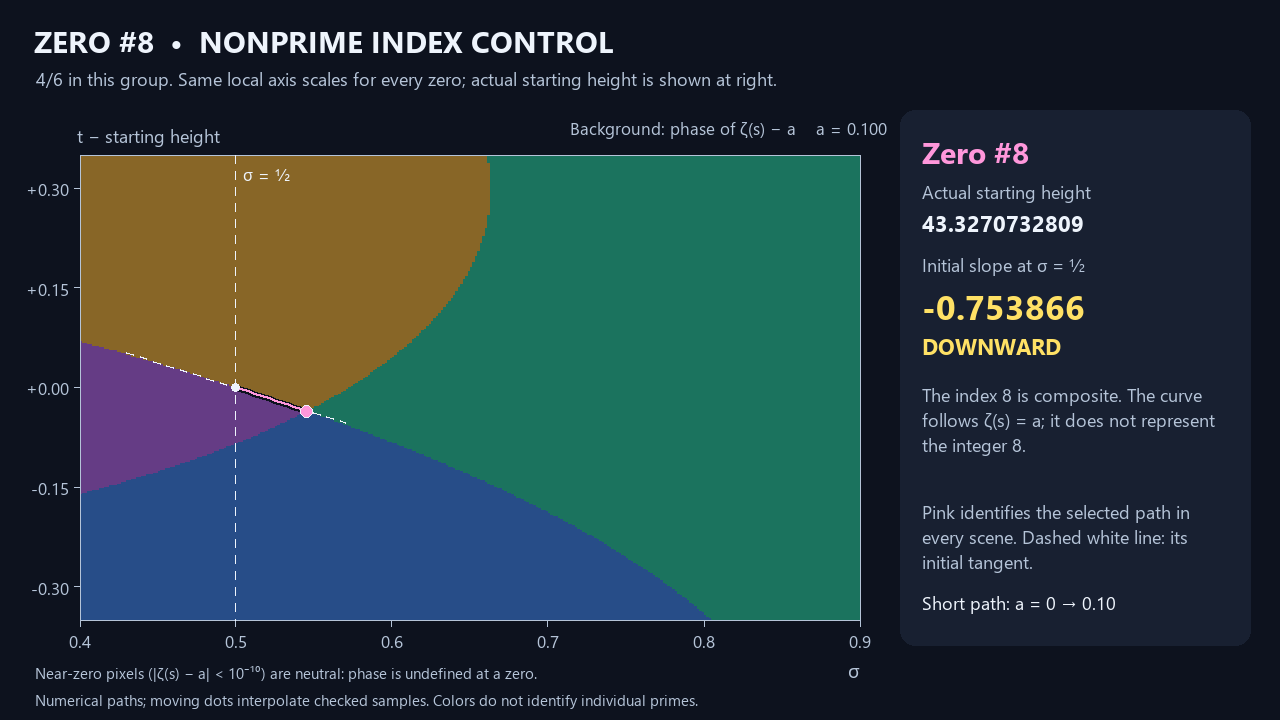 ZERO #8 • NONPRIME INDEX CONTROL
4/6 in this group. Same local axis scales for every zero; actual starting height is shown at right.
t − starting height
Background: phase of ζ(s) − a a = 0.100
σ = ½
+0.30
+0.15
+0.00
-0.15
-0.30
0.4
0.5
0.6
0.7
0.8
0.9
σ
Zero #8
Actual starting height
43.3270732809
Initial slope at σ = ½
-0.753866
DOWNWARD
The index 8 is composite. The curve
follows ζ(s) = a; it does not represent
the integer 8.
Pink identifies the selected path in
every scene. Dashed white line: its
initial tangent.
Short path: a = 0 → 0.10
Near-zero pixels (|ζ(s) − a| < 10⁻¹⁰) are neutral: phase is undefined at a zero.
Numerical paths; moving dots interpolate checked samples. Colors do not identify individual primes.